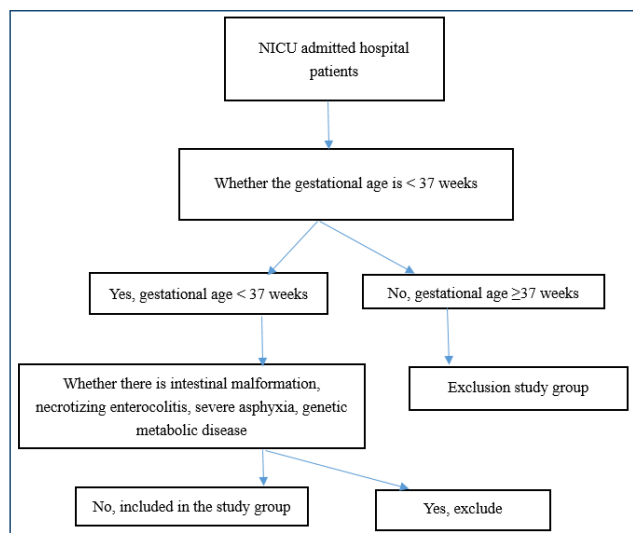 NICU admitted hospital
patients
Whether the gestational age is < 37 weeks
Yes, gestational age < 37 weeks
No, gestational age ≥37 weeks
Whether there is intestinal malformation,
necrotizing enterocolitis, severe asphyxia, genetic
metabolic disease
Exclusion study group
No, included in the study group
Yes, exclude